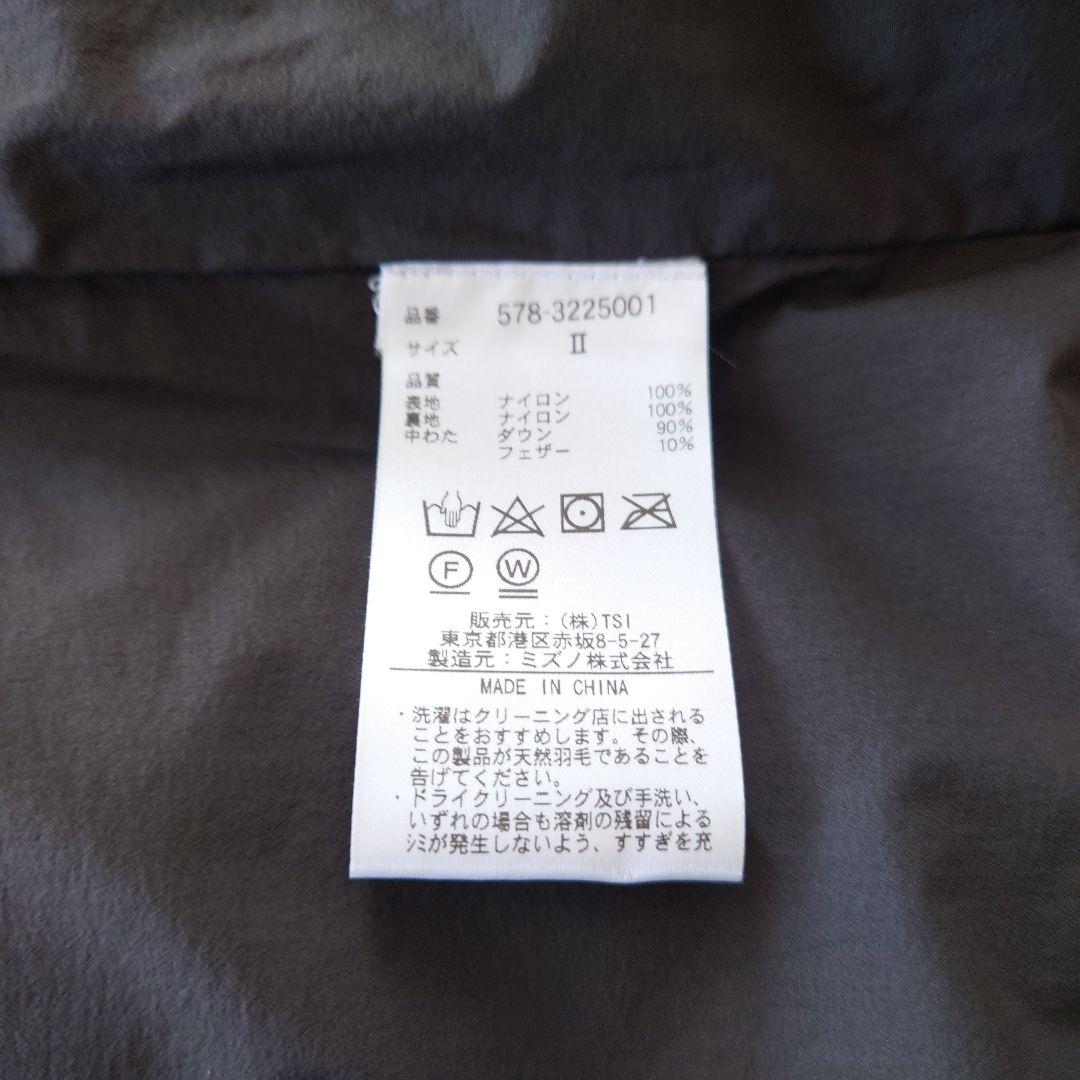 品番 578-3225001
サイズ II
品質
表地 ナイロン 100%
裏地 ナイロン 100%
中わた ダウン 90%
フェザー 10%
F W
販売元：(株)TSI
東京都港区赤坂8-5-27
製造元：ミズノ株式会社
MADE IN CHINA
・洗濯はクリーニング店に出される
ことをおすすめします。その際、
この製品が天然羽毛であることを
告げてください。
・ドライクリーニング及び手洗い、
いずれの場合も溶剤の残留による
シミが発生しないよう、すすぎを充